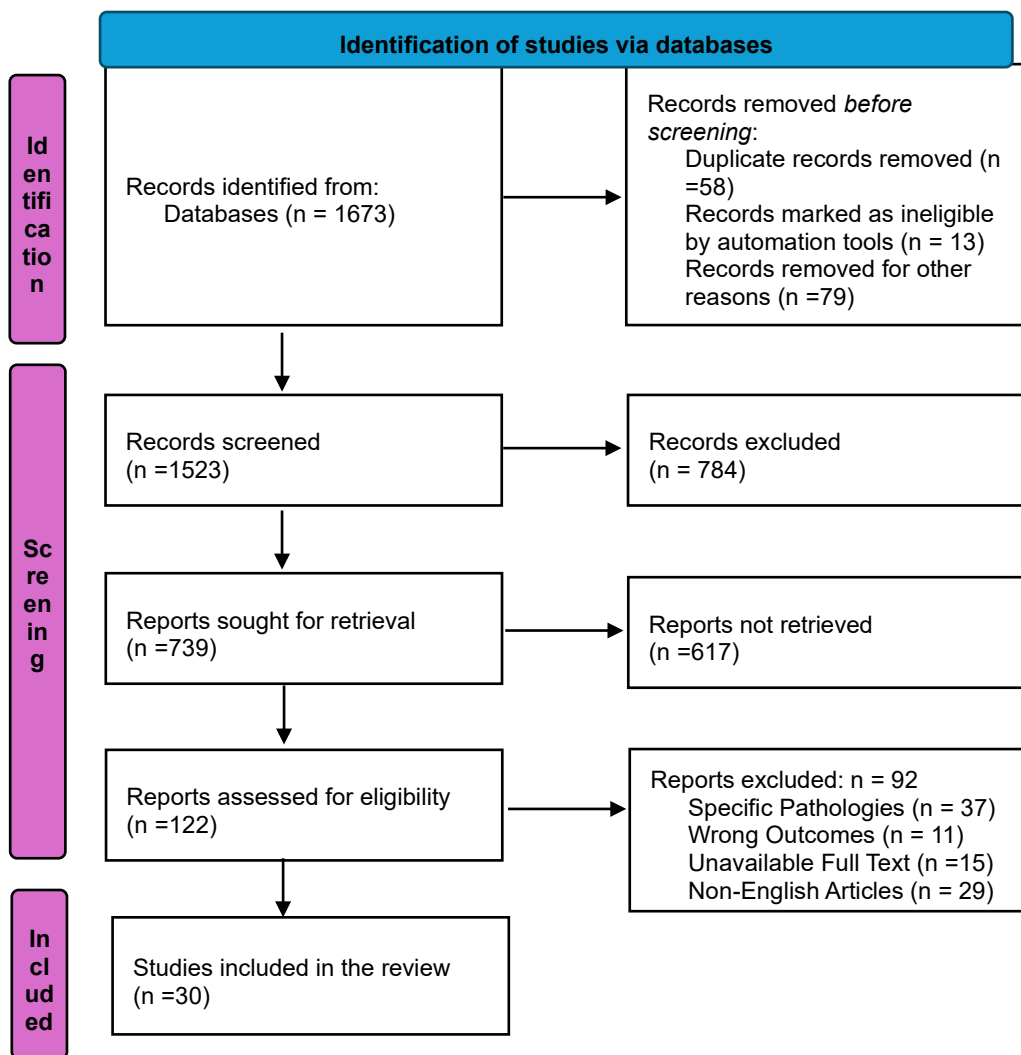 Identification of studies via databases
Id
en
tifi
ca
tio
n
Records identified from:
Databases (n = 1673)
Records removed before
screening:
Duplicate records removed (n
=58)
Records marked as ineligible
by automation tools (n = 13)
Records removed for other
reasons (n =79)
Sc
re
en
in
g
Records screened
(n =1523)
Records excluded
(n = 784)
Reports sought for retrieval
(n =739)
Reports not retrieved
(n =617)
Reports assessed for eligibility
(n =122)
Reports excluded: n = 92
Specific Pathologies (n = 37)
Wrong Outcomes (n = 11)
Unavailable Full Text (n =15)
Non-English Articles (n = 29)
In
cl
ud
ed
Studies included in the review
(n =30)